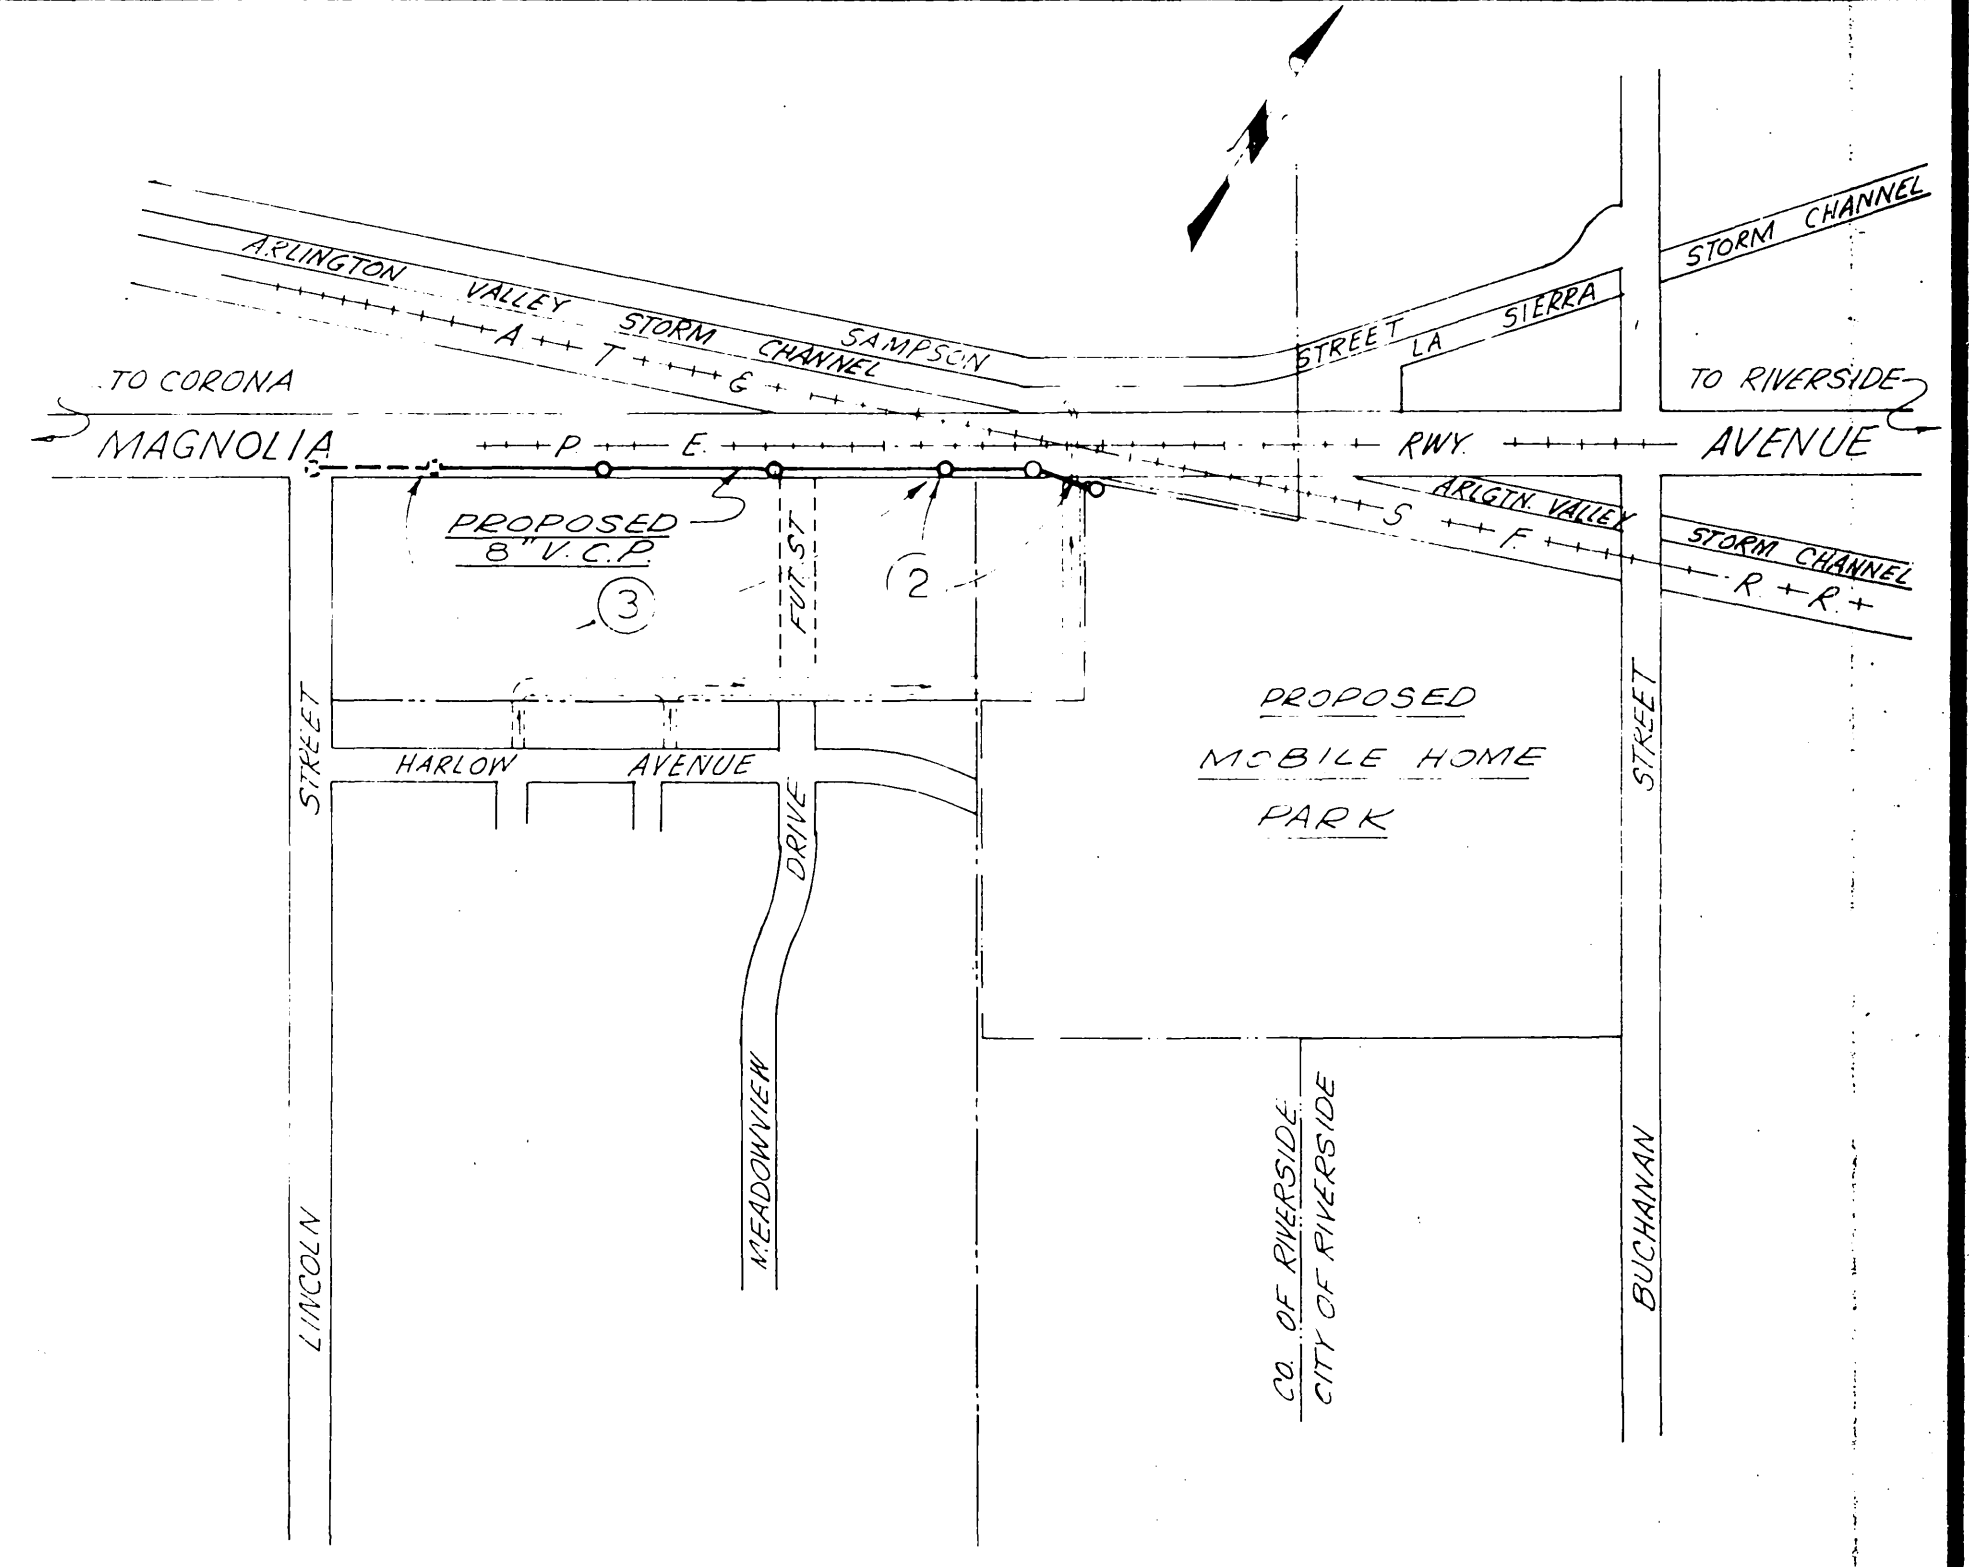 STORM CHANNEL
ARLINGTON VALLEY STORM CHANNEL
SAMPSON STREET
LA SIERRA
A T & S F R R
TO CORONA
TO RIVERSIDE
MAGNOLIA AVENUE
P. E. RWY.
ARLGTN. VALLEY STORM CHANNEL
PROPOSED
8" V.C.P.
FUT. ST
2
3
PROPOSED
MOBILE HOME
PARK
HARLOW AVENUE
LINCOLN STREET
MEADOWVIEW DRIVE
BUCHANAN STREET
CO. OF RIVERSIDE
CITY OF RIVERSIDE